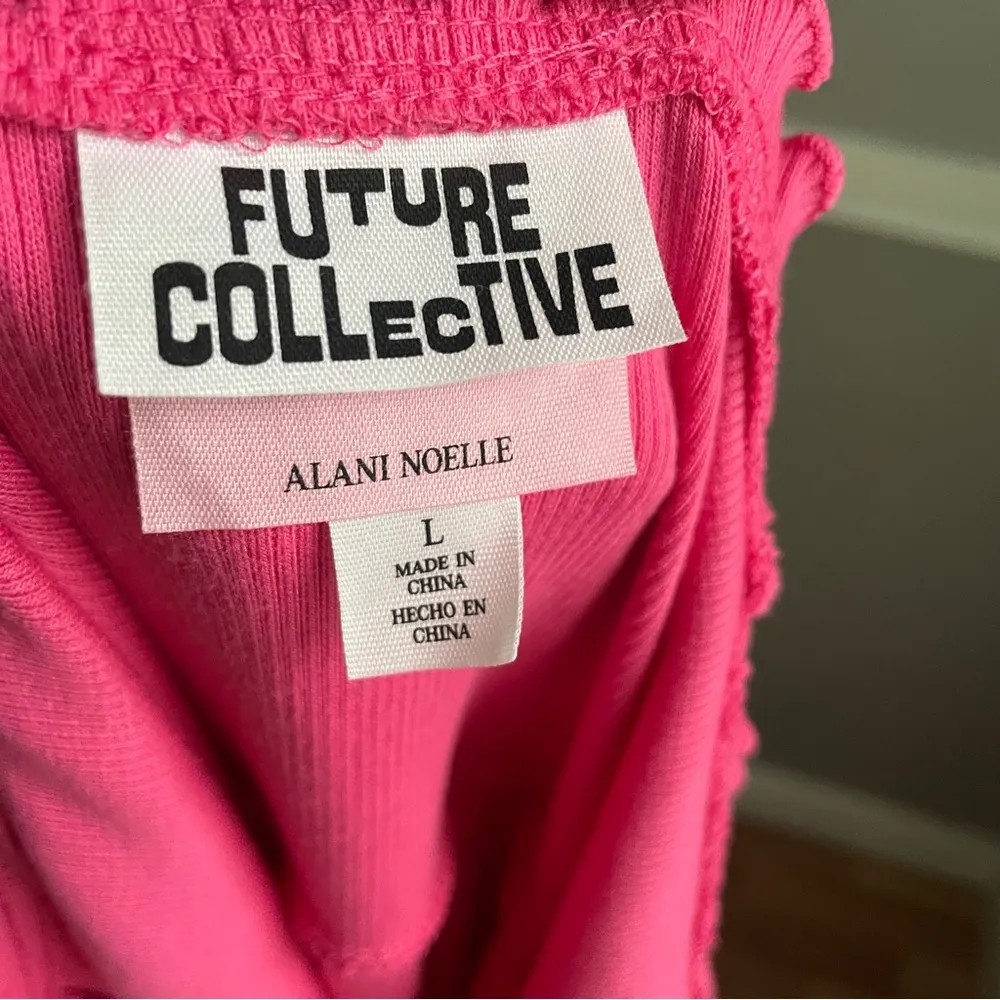 FUTURE
COLLECTIVE
ALANI NOELLE
L
MADE IN
CHINA
HECHO EN
CHINA